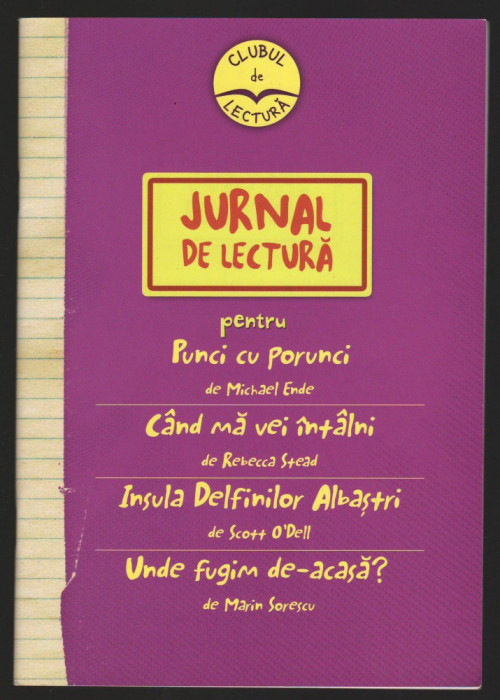 CLUBUL
de
LECTURĂ
JURNAL
DE LECTURĂ
pentru
Punci cu porunci
de Michael Ende
Când mă vei întâlni
de Rebecca Stead
Insula Delfinilor Albaștri
de Scott O'Dell
Unde fugim de-acasă?
de Marin Sorescu